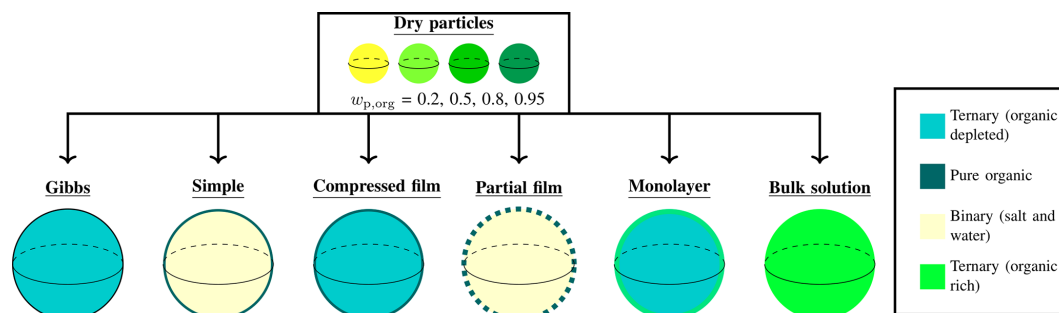 Dry particles
w_p,org = 0.2, 0.5, 0.8, 0.95
Gibbs
Simple
Compressed film
Partial film
Monolayer
Bulk solution
Ternary (organic
depleted)
Pure organic
Binary (salt and
water)
Ternary (organic
rich)